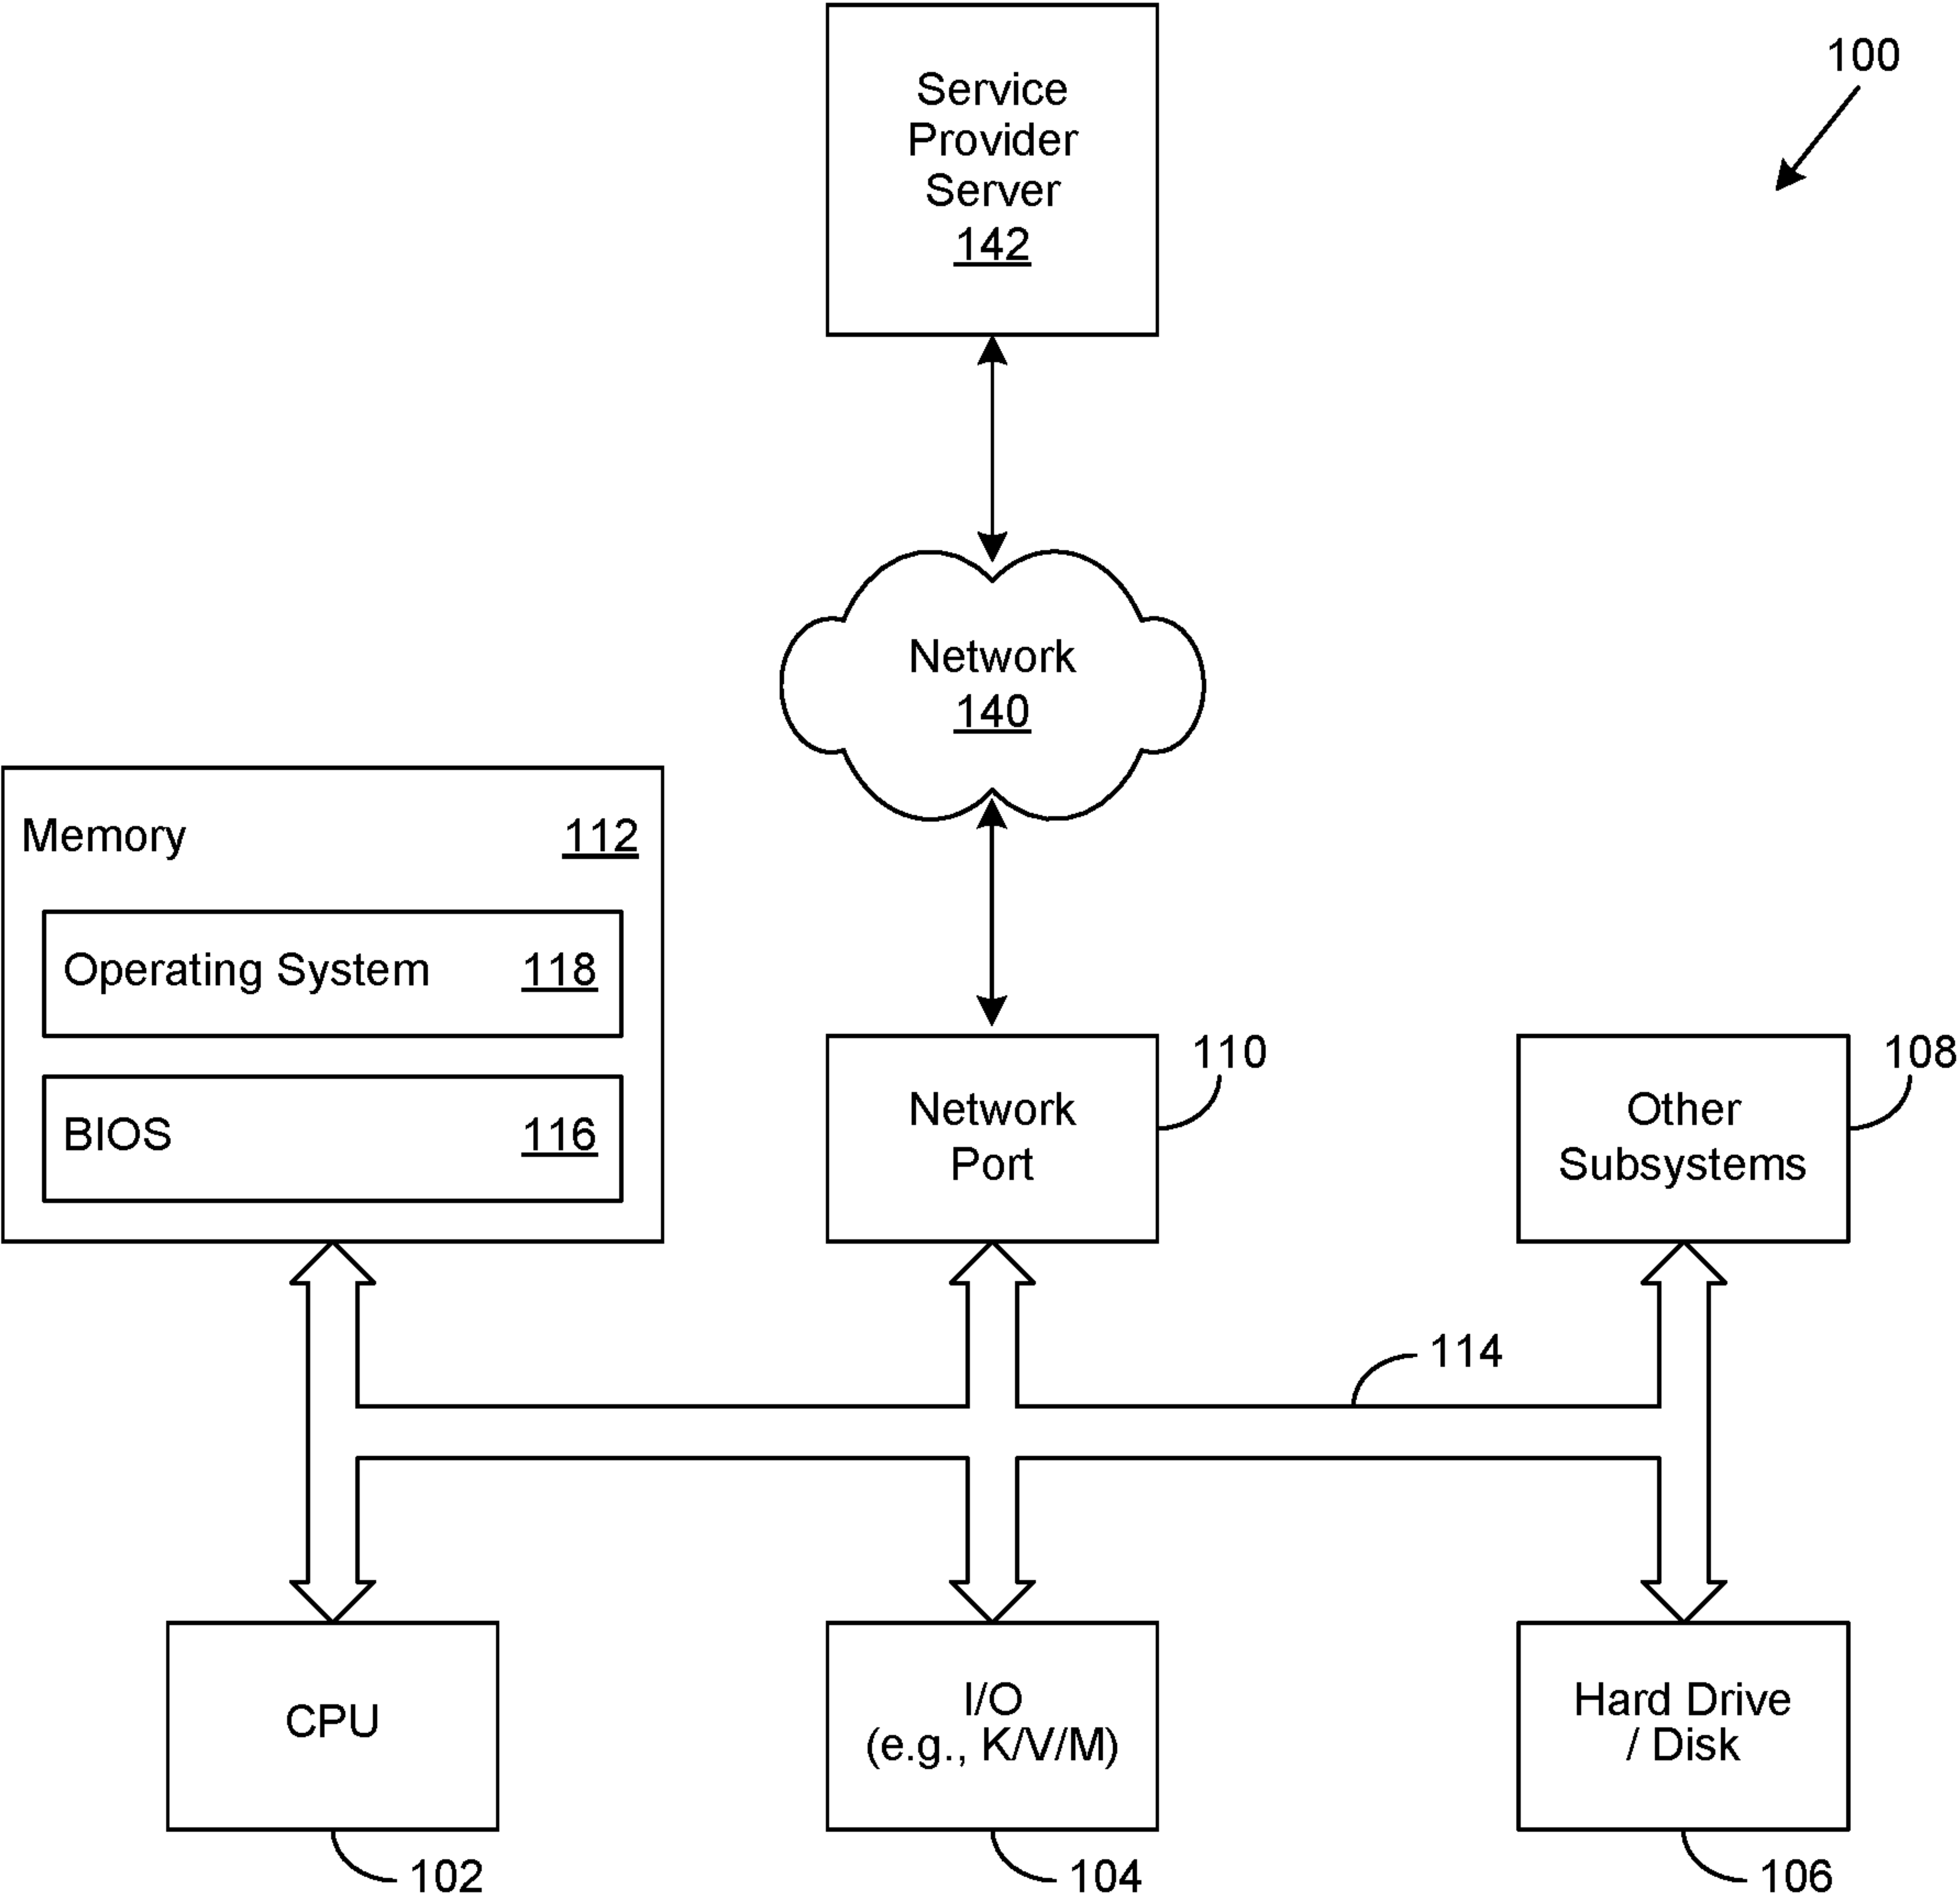 Service
Provider
Server
142
100
Network
140
Memory 112
Operating System 118
BIOS 116
Network
Port
110
Other
Subsystems
108
114
CPU
102
I/O
(e.g., K/V/M)
104
Hard Drive
/ Disk
106